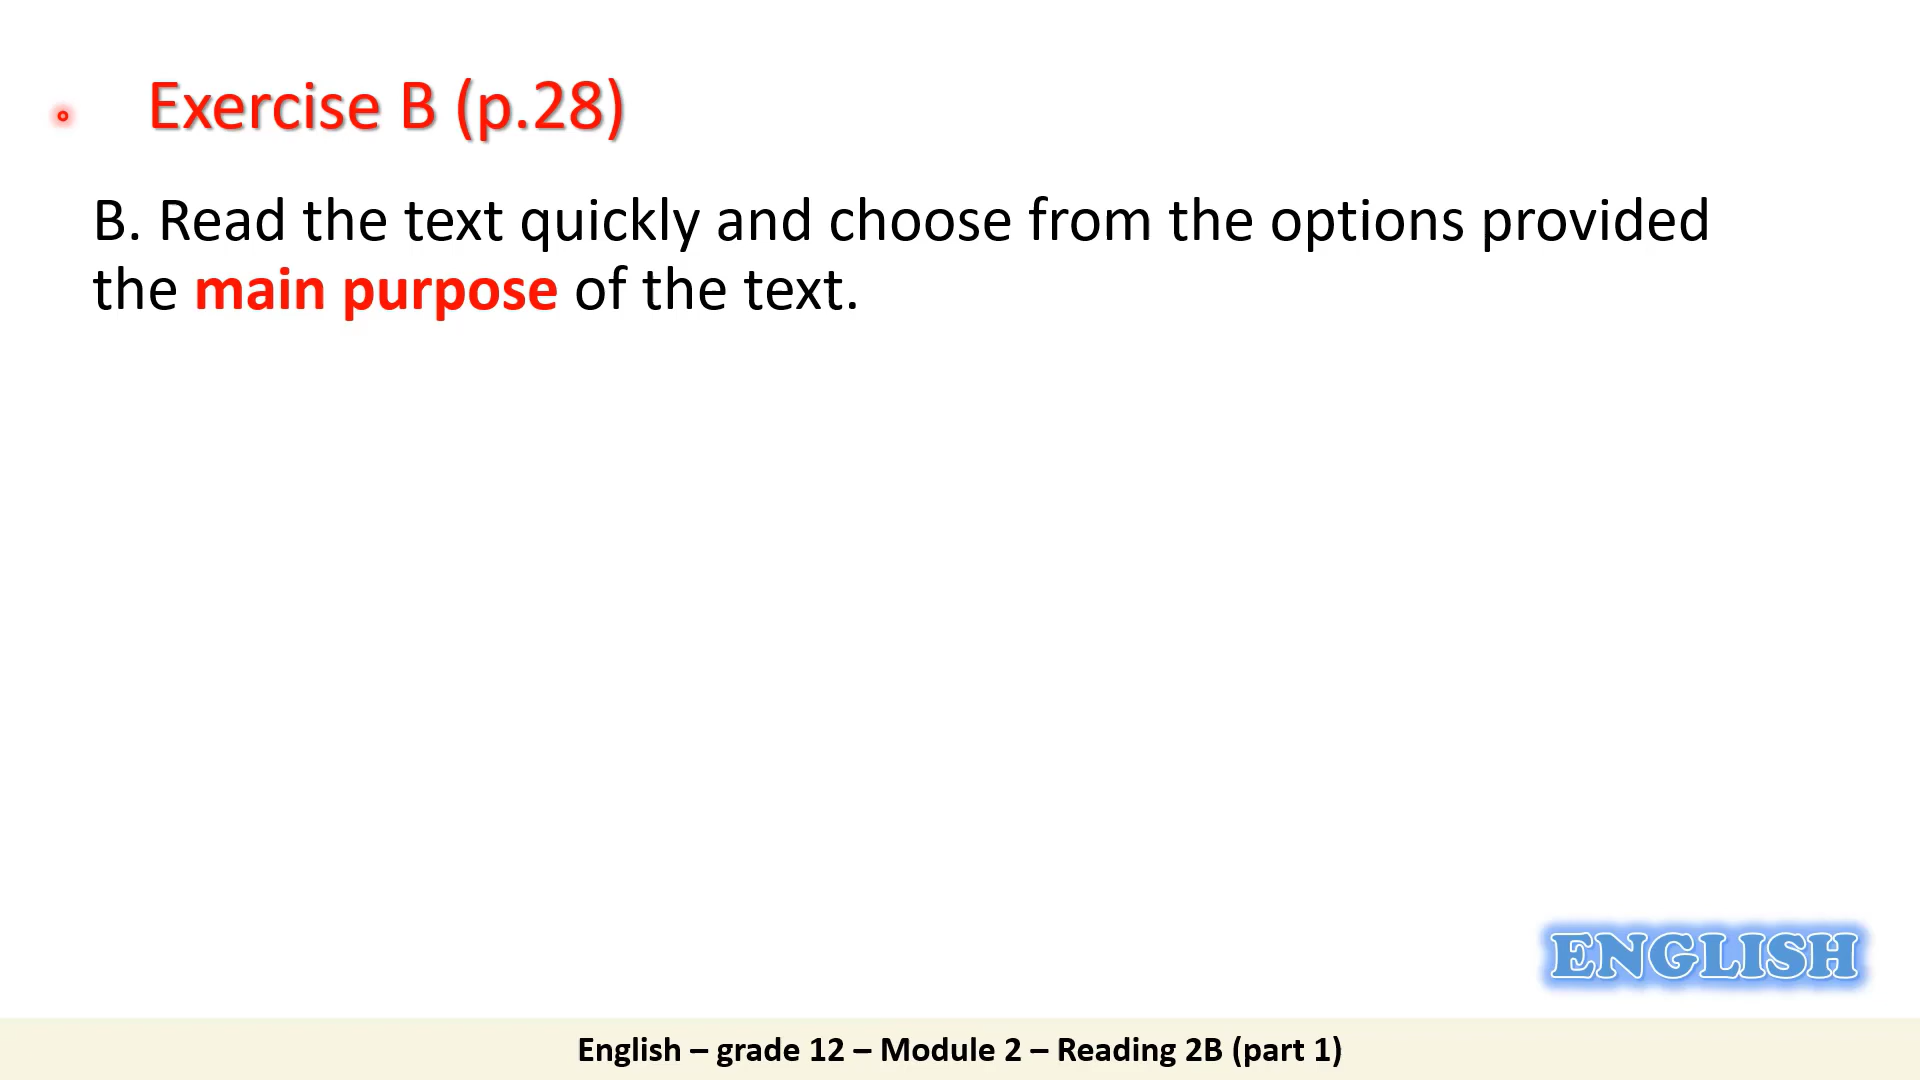 Exercise B (p.28)
B. Read the text quickly and choose from the options provided
the main purpose of the text.
ENGLISH
English – grade 12 – Module 2 – Reading 2B (part 1)